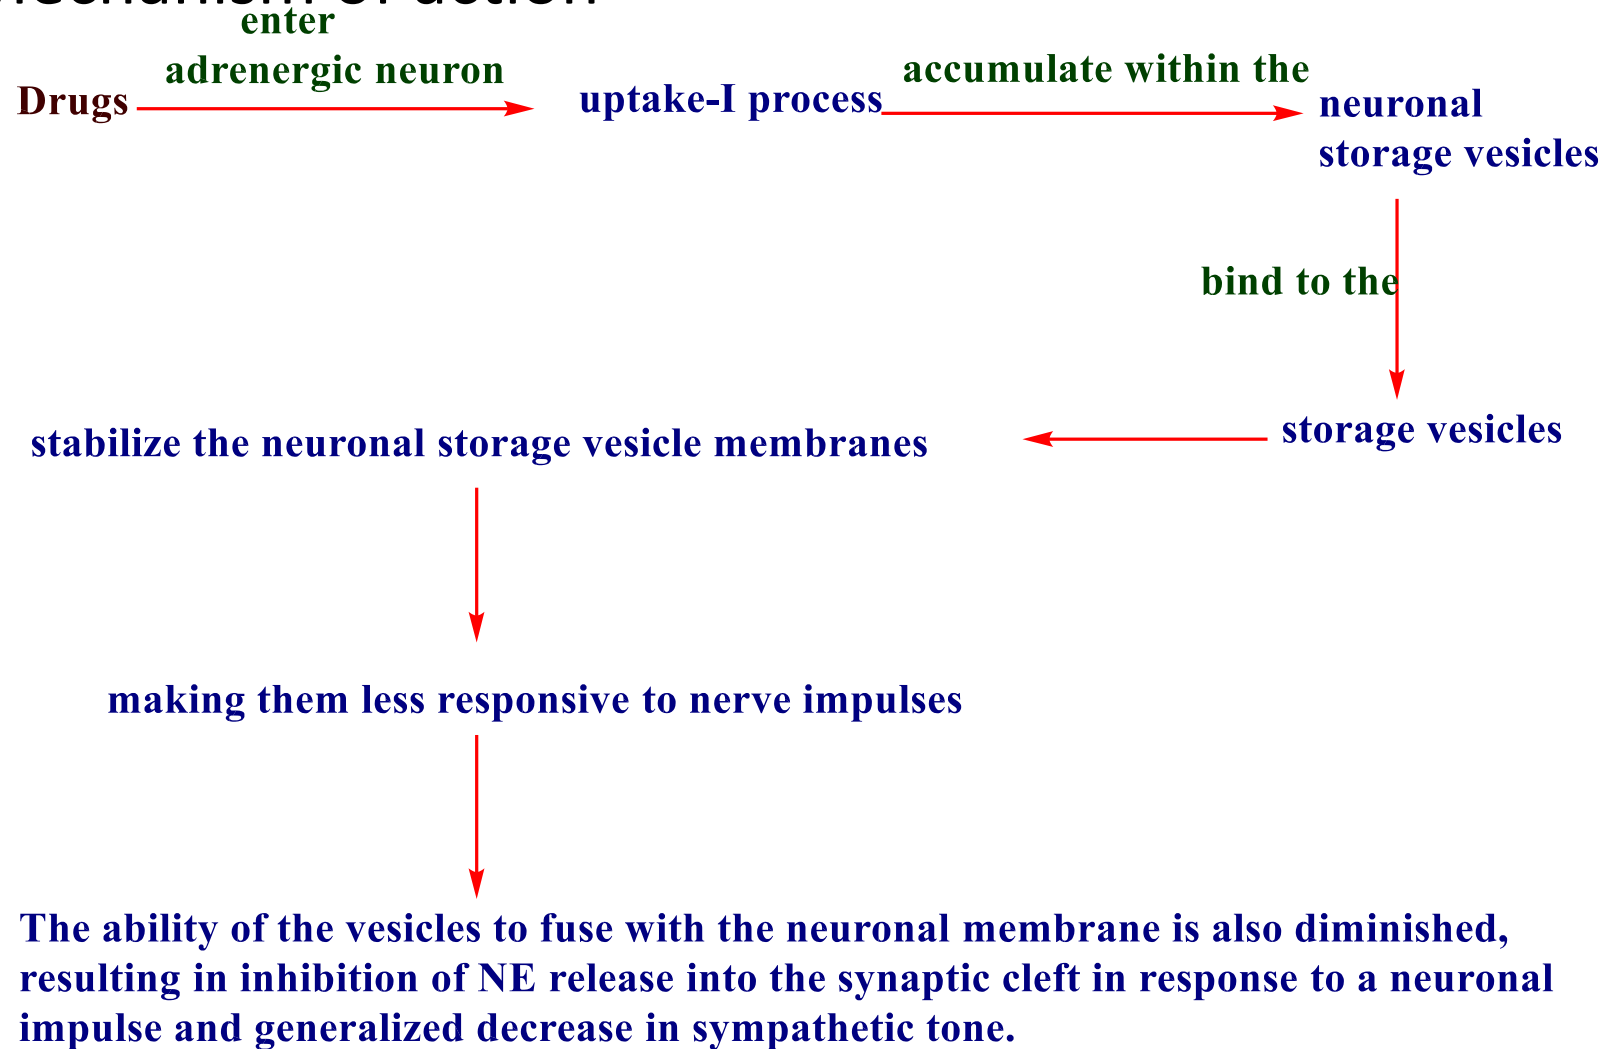 mechanism of action
enter
adrenergic neuron
Drugs
uptake-I process
accumulate within the
neuronal
storage vesicles
bind to the
storage vesicles
stabilize the neuronal storage vesicle membranes
making them less responsive to nerve impulses
The ability of the vesicles to fuse with the neuronal membrane is also diminished,
resulting in inhibition of NE release into the synaptic cleft in response to a neuronal
impulse and generalized decrease in sympathetic tone.